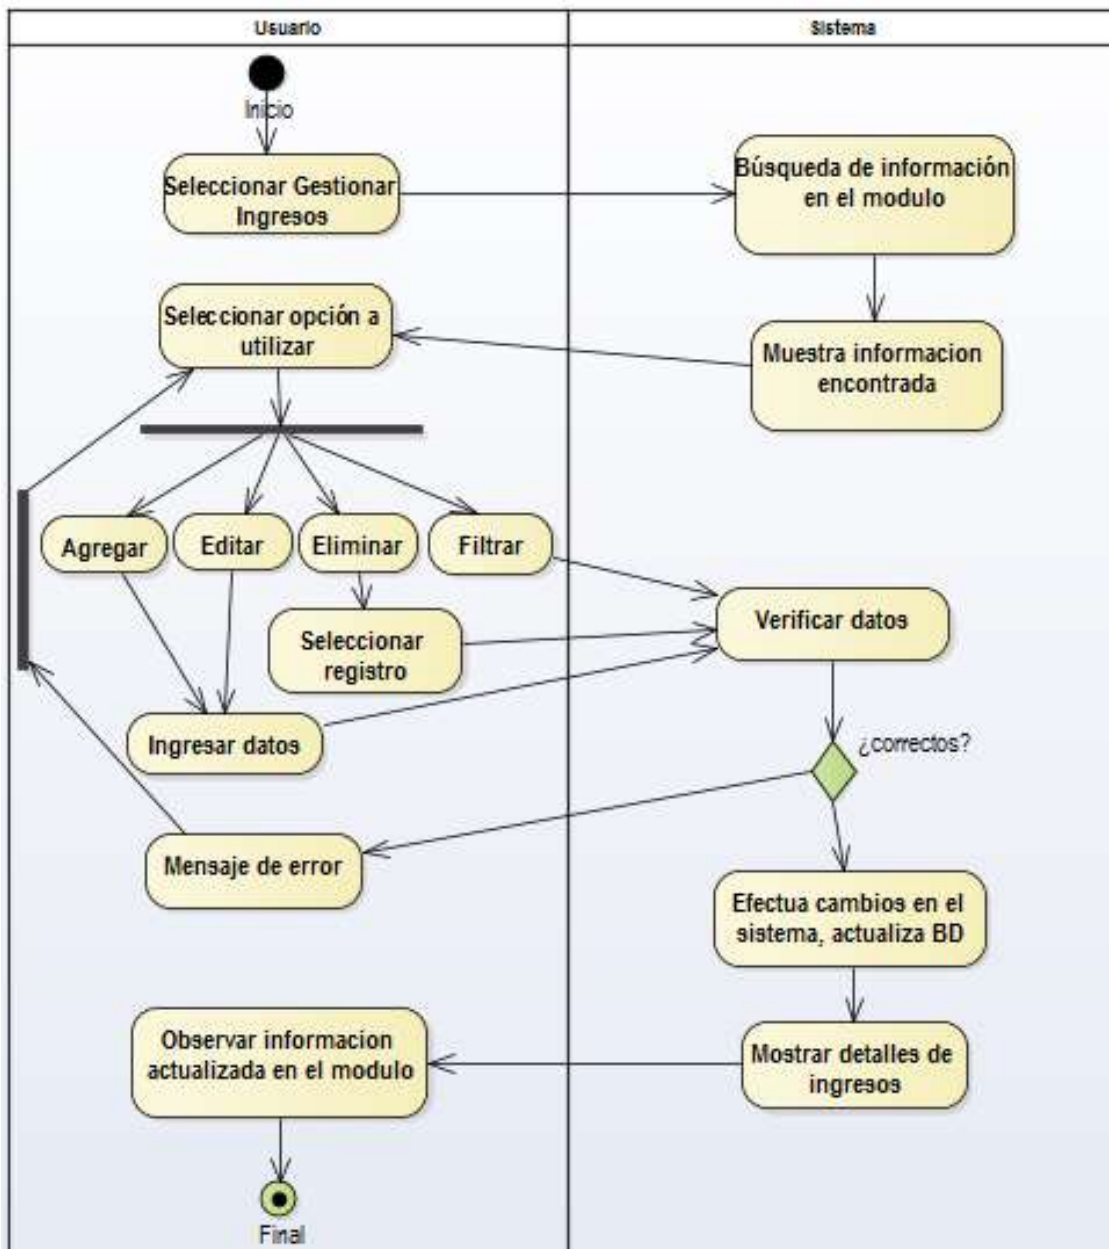 Usuario
Sistema
Inicio
Seleccionar Gestionar
Ingresos
Búsqueda de información
en el modulo
Seleccionar opción a
utilizar
Muestra informacion
encontrada
Agregar
Editar
Eliminar
Filtrar
Seleccionar
registro
Verificar datos
Ingresar datos
¿correctos?
Mensaje de error
Efectua cambios en el
sistema, actualiza BD
Observar informacion
actualizada en el modulo
Mostrar detalles de
ingresos
Final